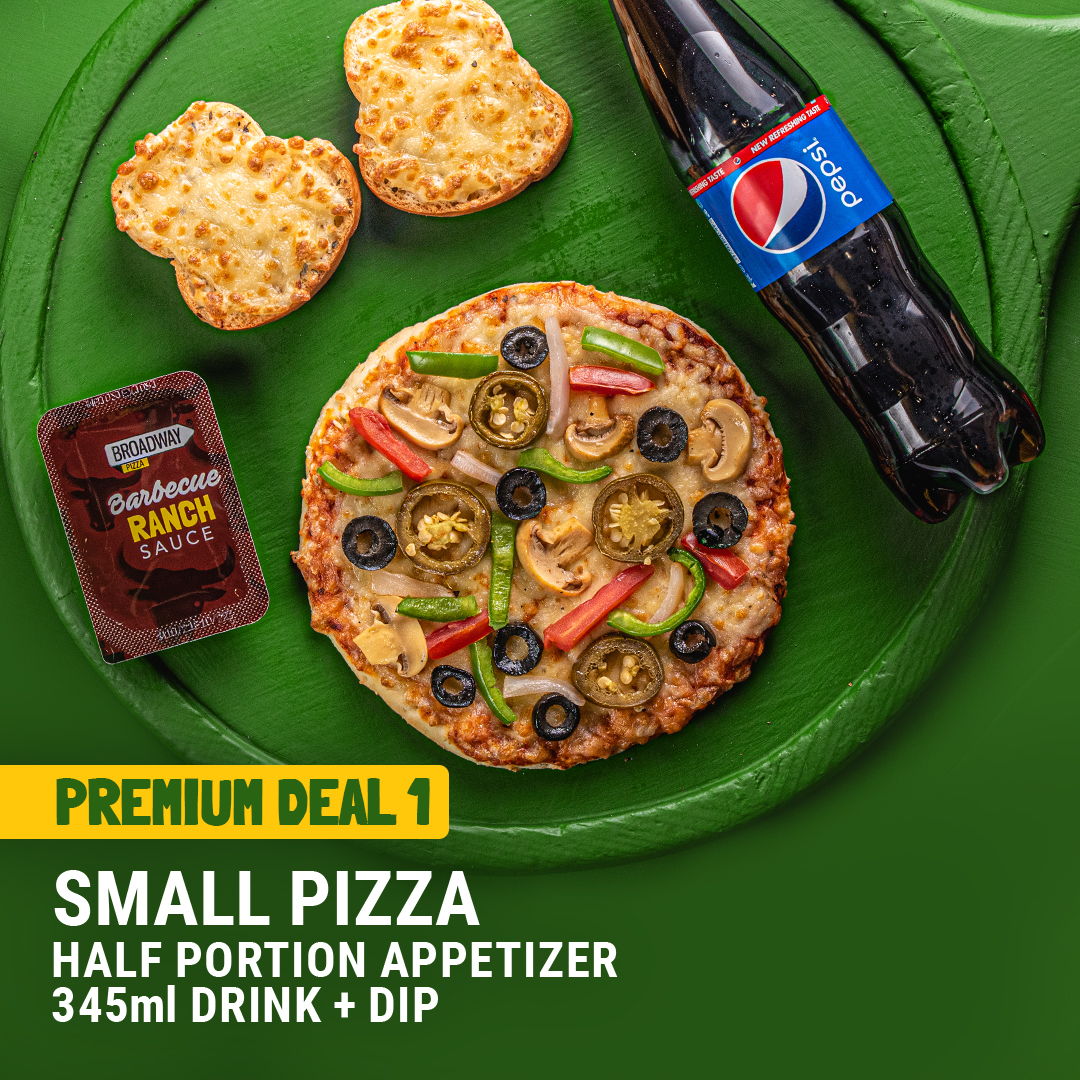 NEW REFRESHING TASTE
pepsi
BROADWAY
PIZZA
Barbecue
RANCH
SAUCE
PREMIUM DEAL 1
SMALL PIZZA
HALF PORTION APPETIZER
345ml DRINK + DIP